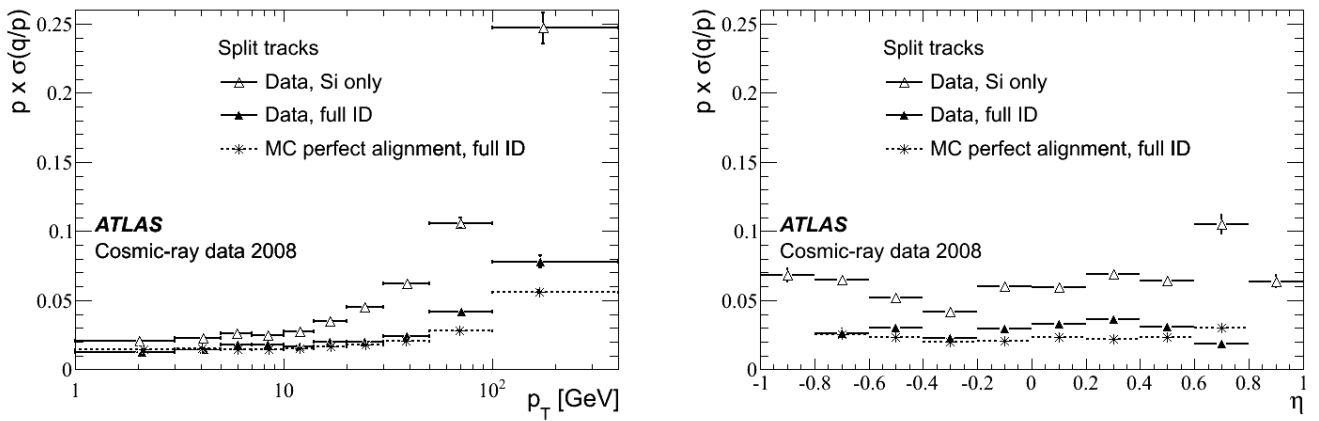 p x σ(q/p)
0.25
0.2
0.15
0.1
0.05
0
Split tracks
Data, Si only
Data, full ID
MC perfect alignment, full ID
ATLAS
Cosmic-ray data 2008
1
10
10²
p_T [GeV]
p x σ(q/p)
0.25
0.2
0.15
0.1
0.05
0
Split tracks
Data, Si only
Data, full ID
MC perfect alignment, full ID
ATLAS
Cosmic-ray data 2008
-1 -0.8 -0.6 -0.4 -0.2 0 0.2 0.4 0.6 0.8 1
η